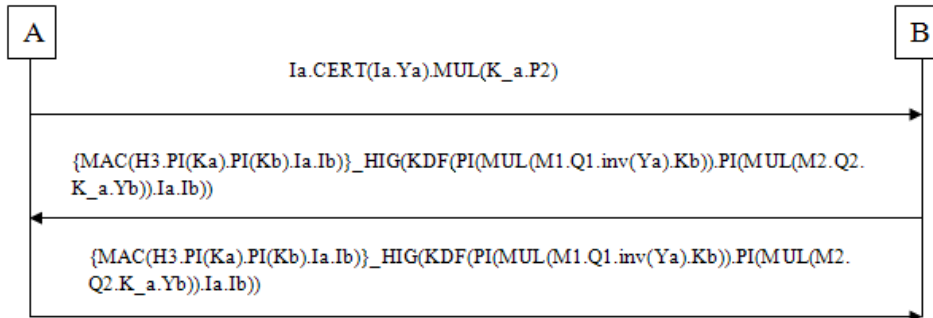 A
B
Ia.CERT(Ia.Ya).MUL(K_a.P2)
{MAC(H3.PI(Ka).PI(Kb).Ia.Ib)}_HIG(KDF(PI(MUL(M1.Q1.inv(Ya).Kb)).PI(MUL(M2.Q2.
K_a.Yb)).Ia.Ib))
{MAC(H3.PI(Ka).PI(Kb).Ia.Ib)}_HIG(KDF(PI(MUL(M1.Q1.inv(Ya).Kb)).PI(MUL(M2.
Q2.K_a.Yb)).Ia.Ib))